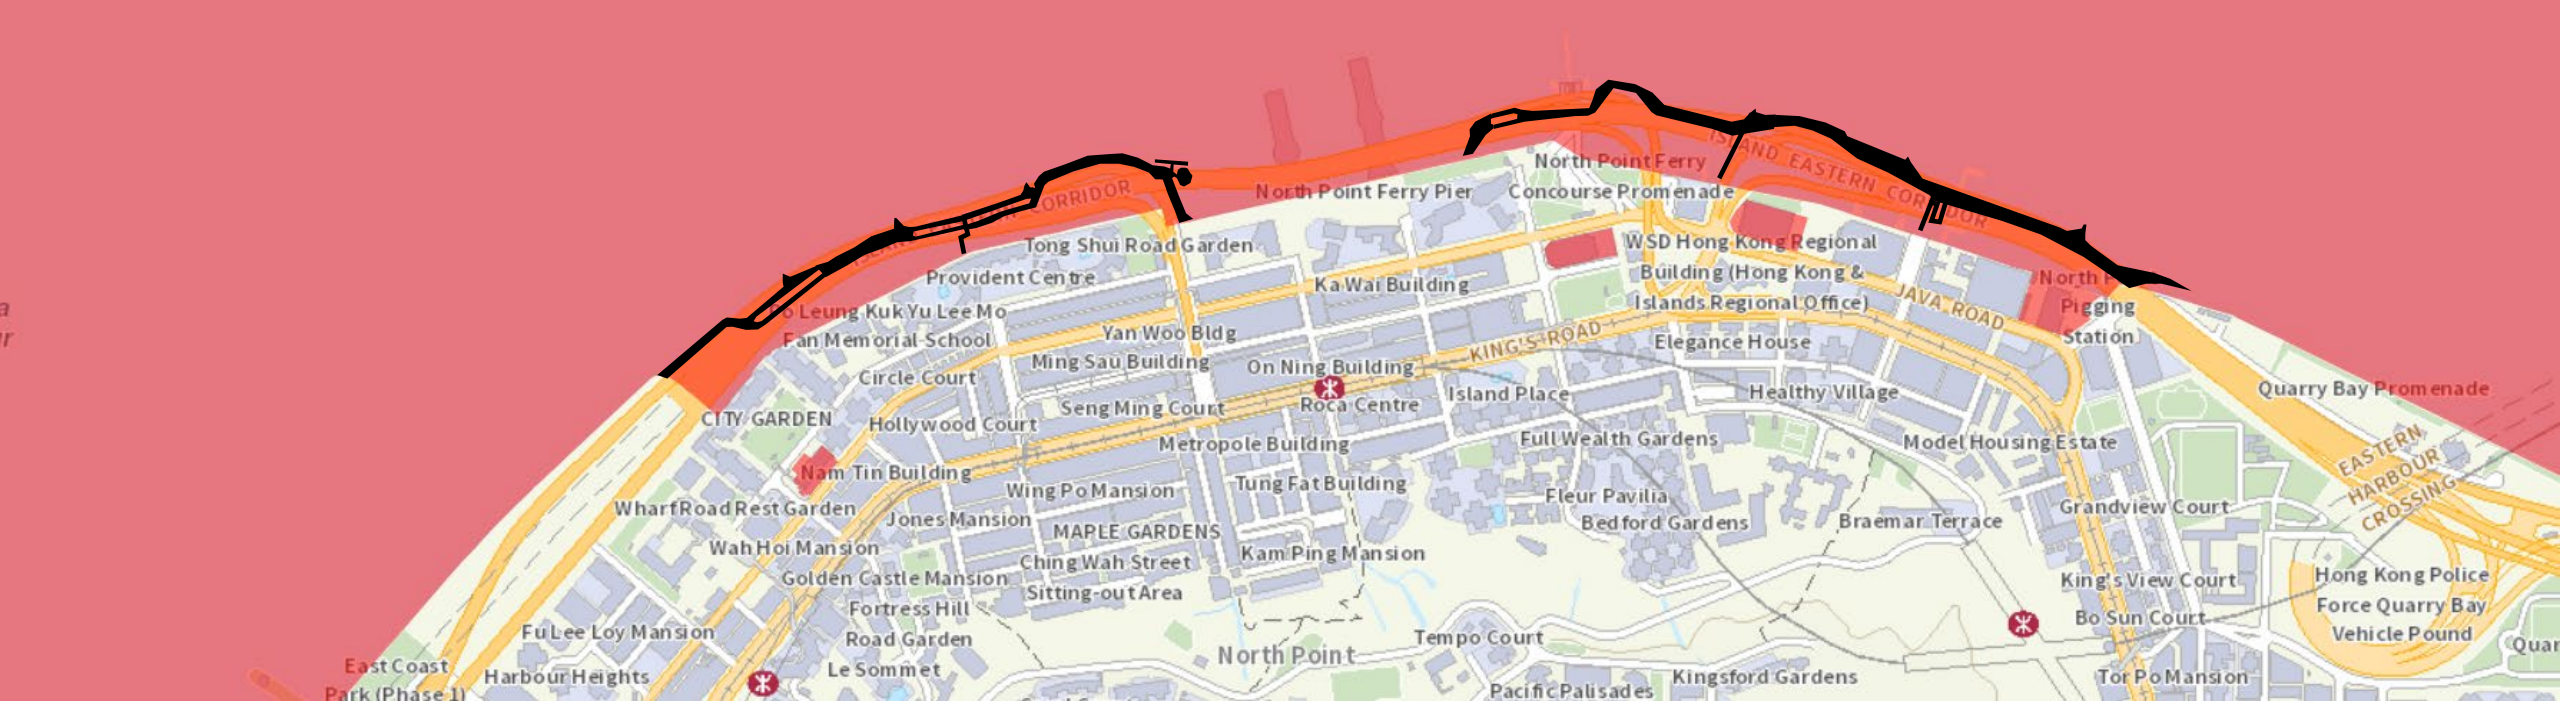 ISLAND EASTERN CORRIDOR
CORRIDOR
North Point Ferry
Concourse Promenade
North Point Ferry Pier
Tong Shui Road Garden
WSD Hong Kong Regional
Building (Hong Kong &
Islands Regional Office)
Provident Centre
Ka Wai Building
North P
Pigging
Station
JAVA ROAD
Leung Kuk Yu Lee Mo
Fan Memorial School
Yan Woo Bldg
KING'S ROAD
Elegance House
Ming Sau Building
On Ning Building
Circle Court
Island Place
Healthy Village
Quarry Bay Promenade
CITY GARDEN
Seng Ming Court
Roca Centre
Hollywood Court
Metropole Building
Full Wealth Gardens
Model Housing Estate
EASTERN
HARBOUR
CROSSING
Nam Tin Building
Wing Po Mansion
Tung Fat Building
Fleur Pavilia
Wharf Road Rest Garden
Jones Mansion
MAPLE GARDENS
Bedford Gardens
Braemar Terrace
Grandview Court
Wah Hoi Mansion
Ching Wah Street
Sitting-out Area
Kam Ping Mansion
Golden Castle Mansion
King's View Court
Hong Kong Police
Force Quarry Bay
Vehicle Pound
Fortress Hill
Road Garden
Bo Sun Court
Fu Lee Loy Mansion
Tempo Court
North Point
Quar
East Coast
Park (Phase 1)
Harbour Heights
Le Sommet
Kingsford Gardens
Tor Po Mansion
Pacific Palisades